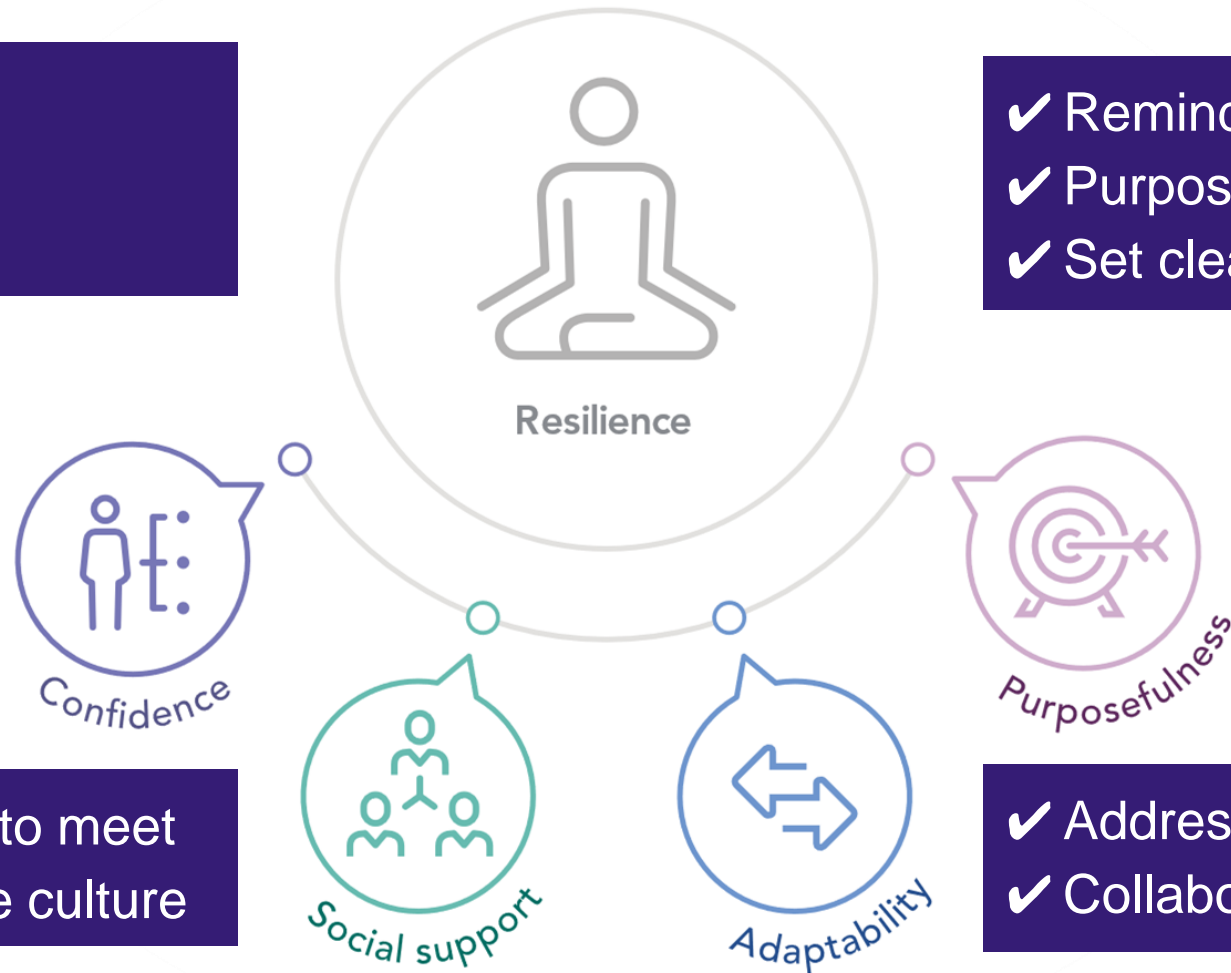 ✔ Remind
✔ Purpos
✔ Set clea
Resilience
Confidence
Purposefulness
Social support
Adaptability
to meet
e culture
✔ Addres
✔ Collabo